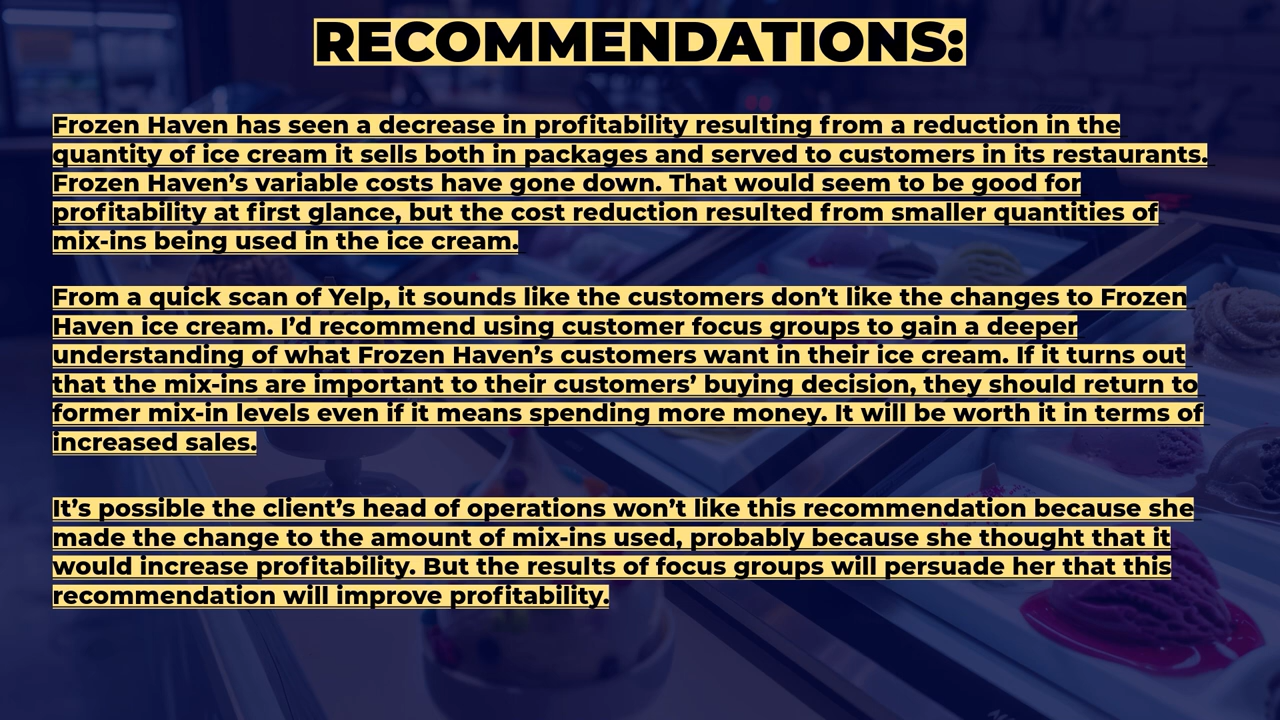 RECOMMENDATIONS:
Frozen Haven has seen a decrease in profitability resulting from a reduction in the
quantity of ice cream it sells both in packages and served to customers in its restaurants.
Frozen Haven’s variable costs have gone down. That would seem to be good for
profitability at first glance, but the cost reduction resulted from smaller quantities of
mix-ins being used in the ice cream.
From a quick scan of Yelp, it sounds like the customers don’t like the changes to Frozen
Haven ice cream. I’d recommend using customer focus groups to gain a deeper
understanding of what Frozen Haven’s customers want in their ice cream. If it turns out
that the mix-ins are important to their customers’ buying decision, they should return to
former mix-in levels even if it means spending more money. It will be worth it in terms of
increased sales.
It’s possible the client’s head of operations won’t like this recommendation because she
made the change to the amount of mix-ins used, probably because she thought that it
would increase profitability. But the results of focus groups will persuade her that this
recommendation will improve profitability.